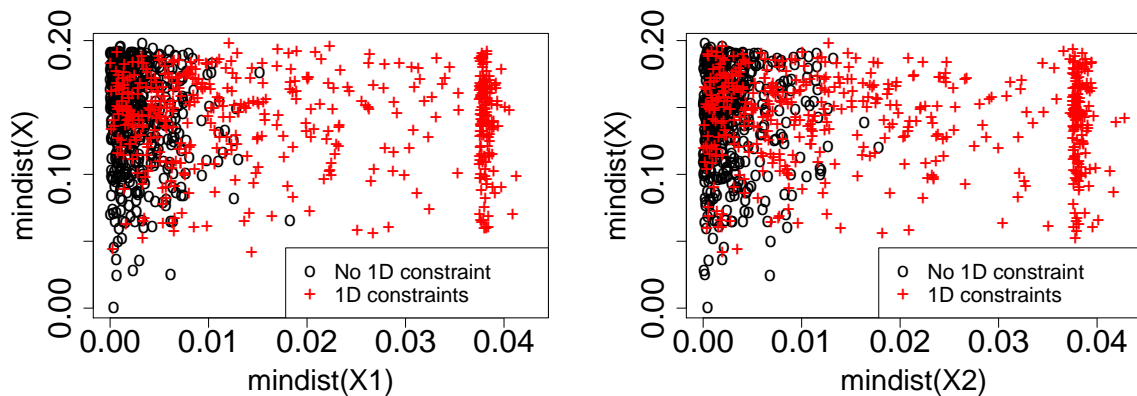 mindist(X)
0.20
0.10
0.00
o No 1D constraint
+ 1D constraints
0.00 0.01 0.02 0.03 0.04
mindist(X1)
mindist(X)
0.20
0.10
0.00
o No 1D constraint
+ 1D constraints
0.00 0.01 0.02 0.03 0.04
mindist(X2)